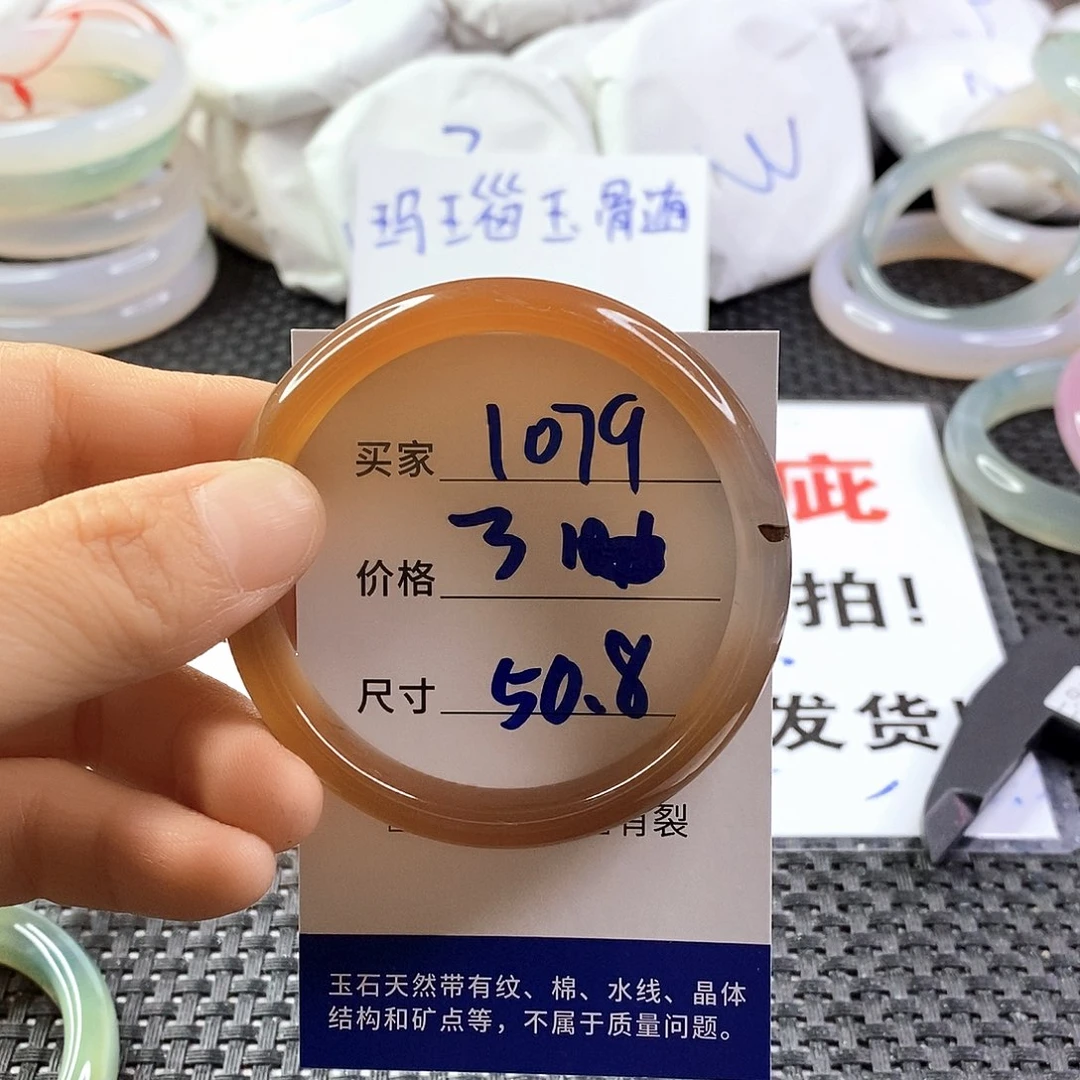 玛瑙玉骨髓
疵
买家 1079
拍！
价格 3
尺寸 50.8
发货！
有裂
玉石天然带有纹、棉、水线、晶体
结构和矿点等，不属于质量问题。